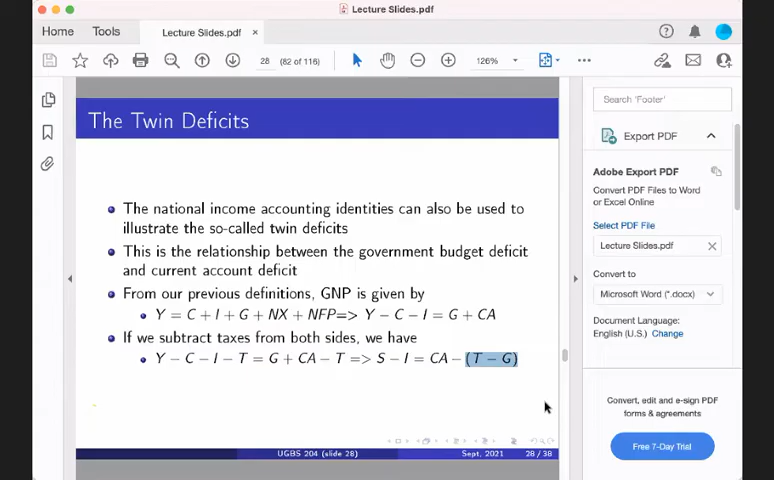 Lecture Slides.pdf
Home Tools Lecture Slides.pdf ×
28 (82 of 116) 126%
Search 'Footer'
Export PDF
Adobe Export PDF
Convert PDF Files to Word
or Excel Online
Select PDF File
Lecture Slides.pdf
Convert to
Microsoft Word (*.docx)
Document Language:
English (U.S.) Change
Convert, edit and e-sign PDF
forms & agreements
Free 7-Day Trial
The Twin Deficits
The national income accounting identities can also be used to
illustrate the so-called twin deficits
This is the relationship between the government budget deficit
and current account deficit
From our previous definitions, GNP is given by
Y = C + I + G + NX + NFP=> Y − C − I = G + CA
If we subtract taxes from both sides, we have
Y − C − I − T = G + CA − T => S − I = CA − (T − G)
UGBS 204 (slide 28) Sept, 2021 28 / 38